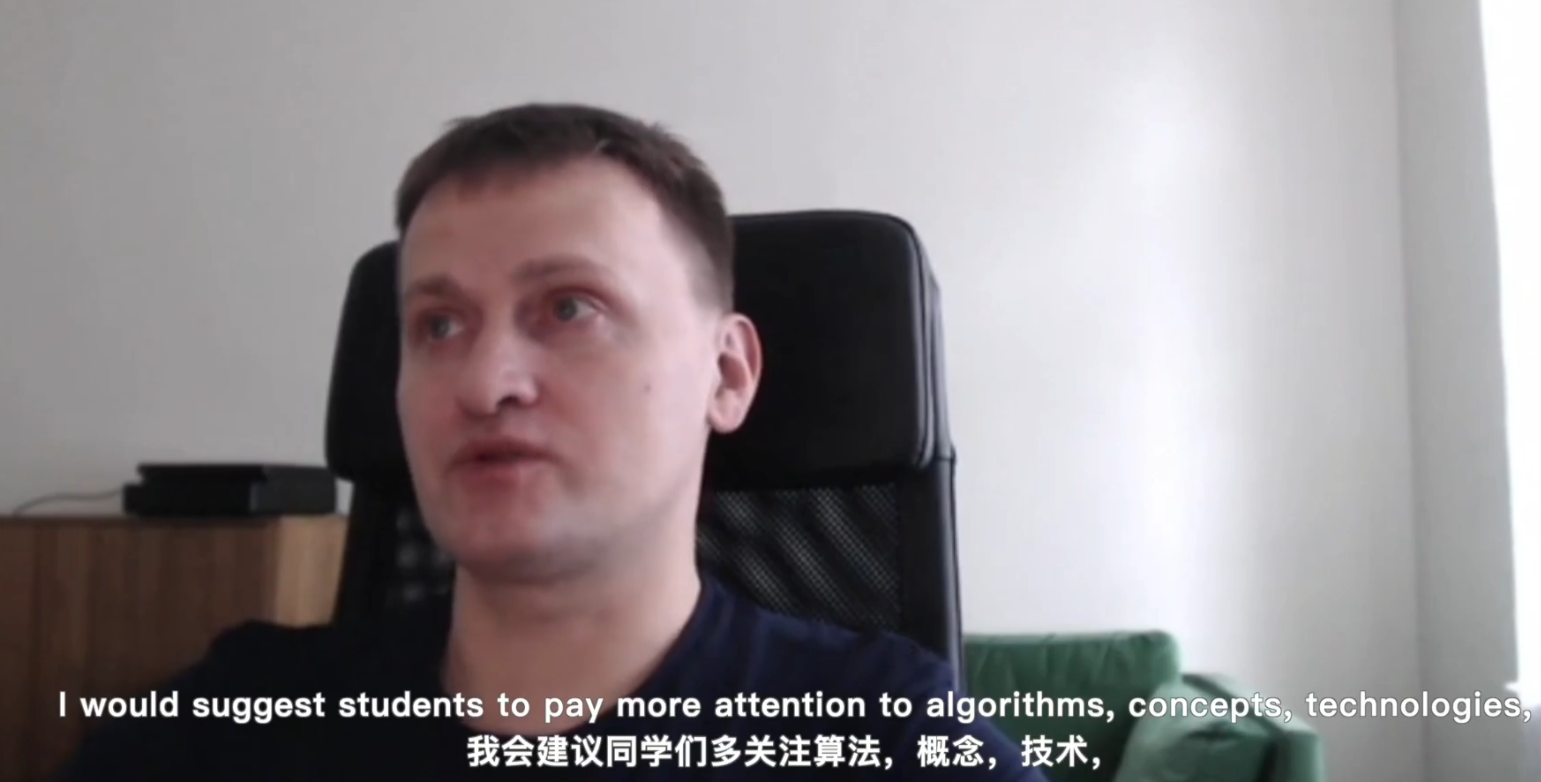 I would suggest students to pay more attention to algorithms, concepts, technologies,
我会建议同学们多关注算法，概念，技术，